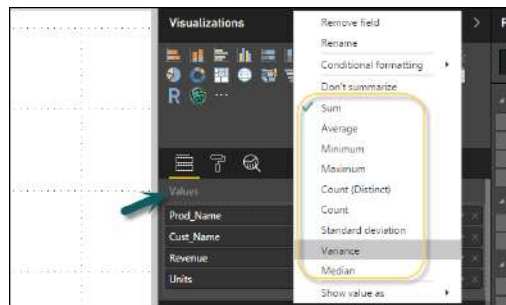 Visualizations
R
Values
Prod_Name
Cust_Name
Revenue
Units
Remove field
Rename
Conditional formatting
Don't summarize
Sum
Average
Minimum
Maximum
Count (Distinct)
Count
Standard deviation
Variance
Median
Show value as